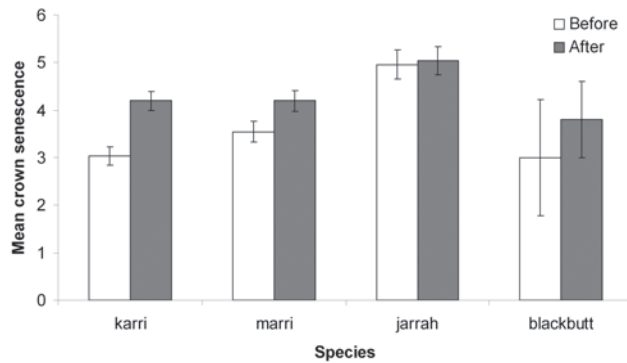 6
5
4
3
2
1
0
Mean crown senescence
Before
After
karri
marri
jarrah
blackbutt
Species